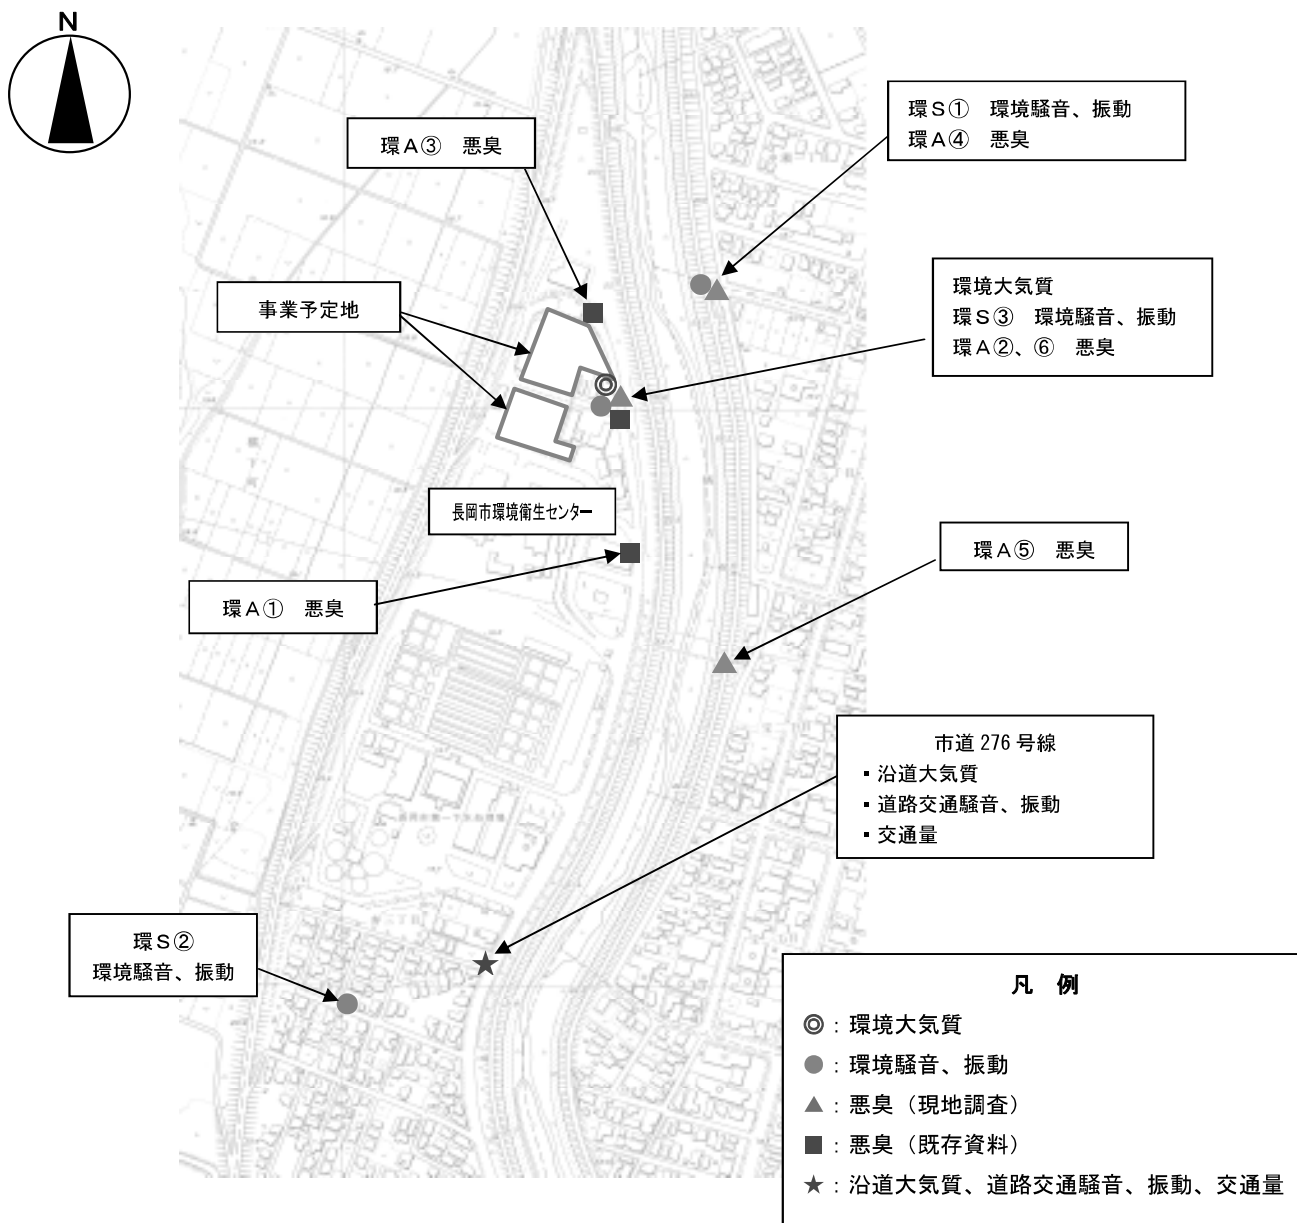 N
環S① 環境騒音、振動
環A④ 悪臭
環A③ 悪臭
環境大気質
環S③ 環境騒音、振動
環A②、⑥ 悪臭
事業予定地
長岡市環境衛生センター
環A⑤ 悪臭
環A① 悪臭
市道 276 号線
▪ 沿道大気質
▪ 道路交通騒音、振動
▪ 交通量
環S②
環境騒音、振動
凡 例
◎ : 環境大気質
● : 環境騒音、振動
▲ : 悪臭（現地調査）
■ : 悪臭（既存資料）
★ : 沿道大気質、道路交通騒音、振動、交通量